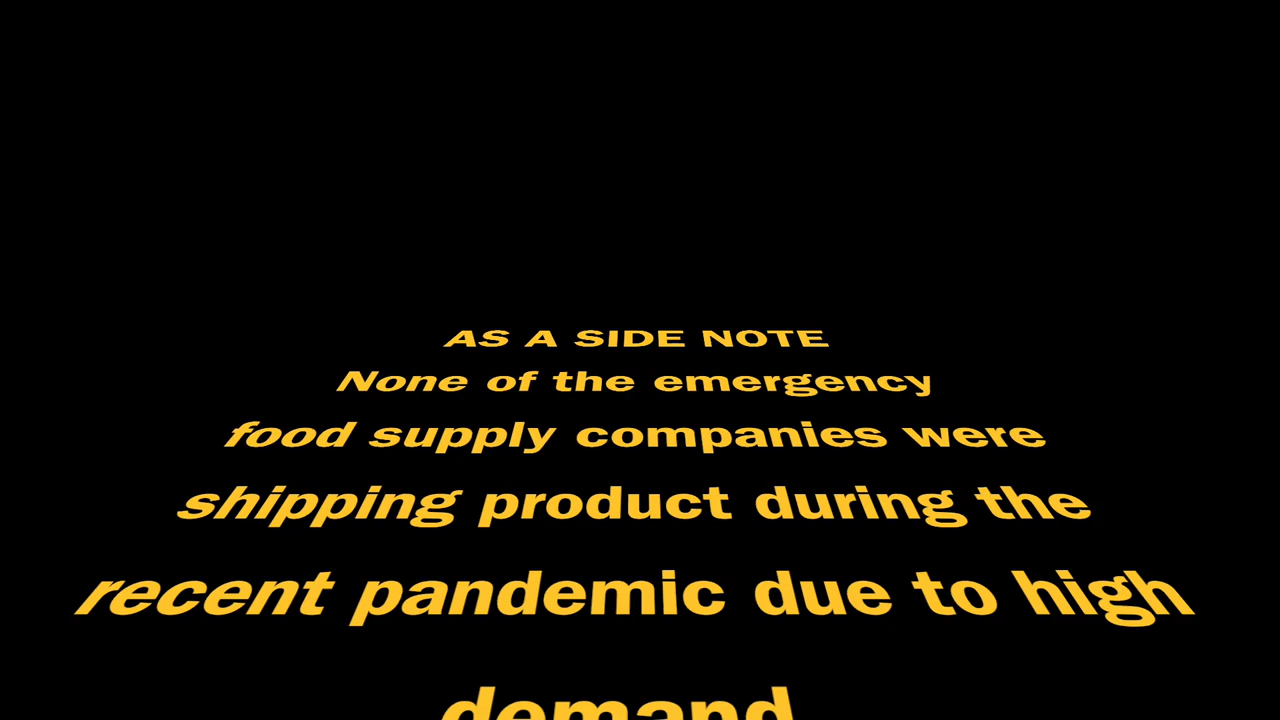 AS A SIDE NOTE
None of the emergency
food supply companies were
shipping product during the
recent pandemic due to high
demand